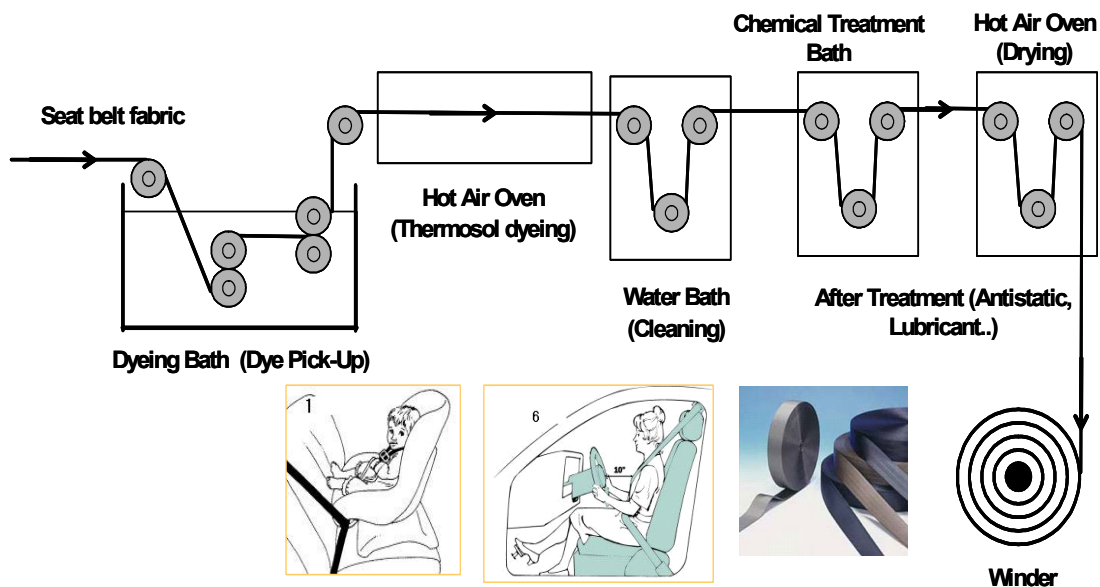 Chemical Treatment
Bath
Hot Air Oven
(Drying)
Seat belt fabric
Hot Air Oven
(Thermosol dyeing)
Water Bath
(Cleaning)
After Treatment (Antistatic,
Lubricant..)
Dyeing Bath (Dye Pick-Up)
1
6
10"
Winder